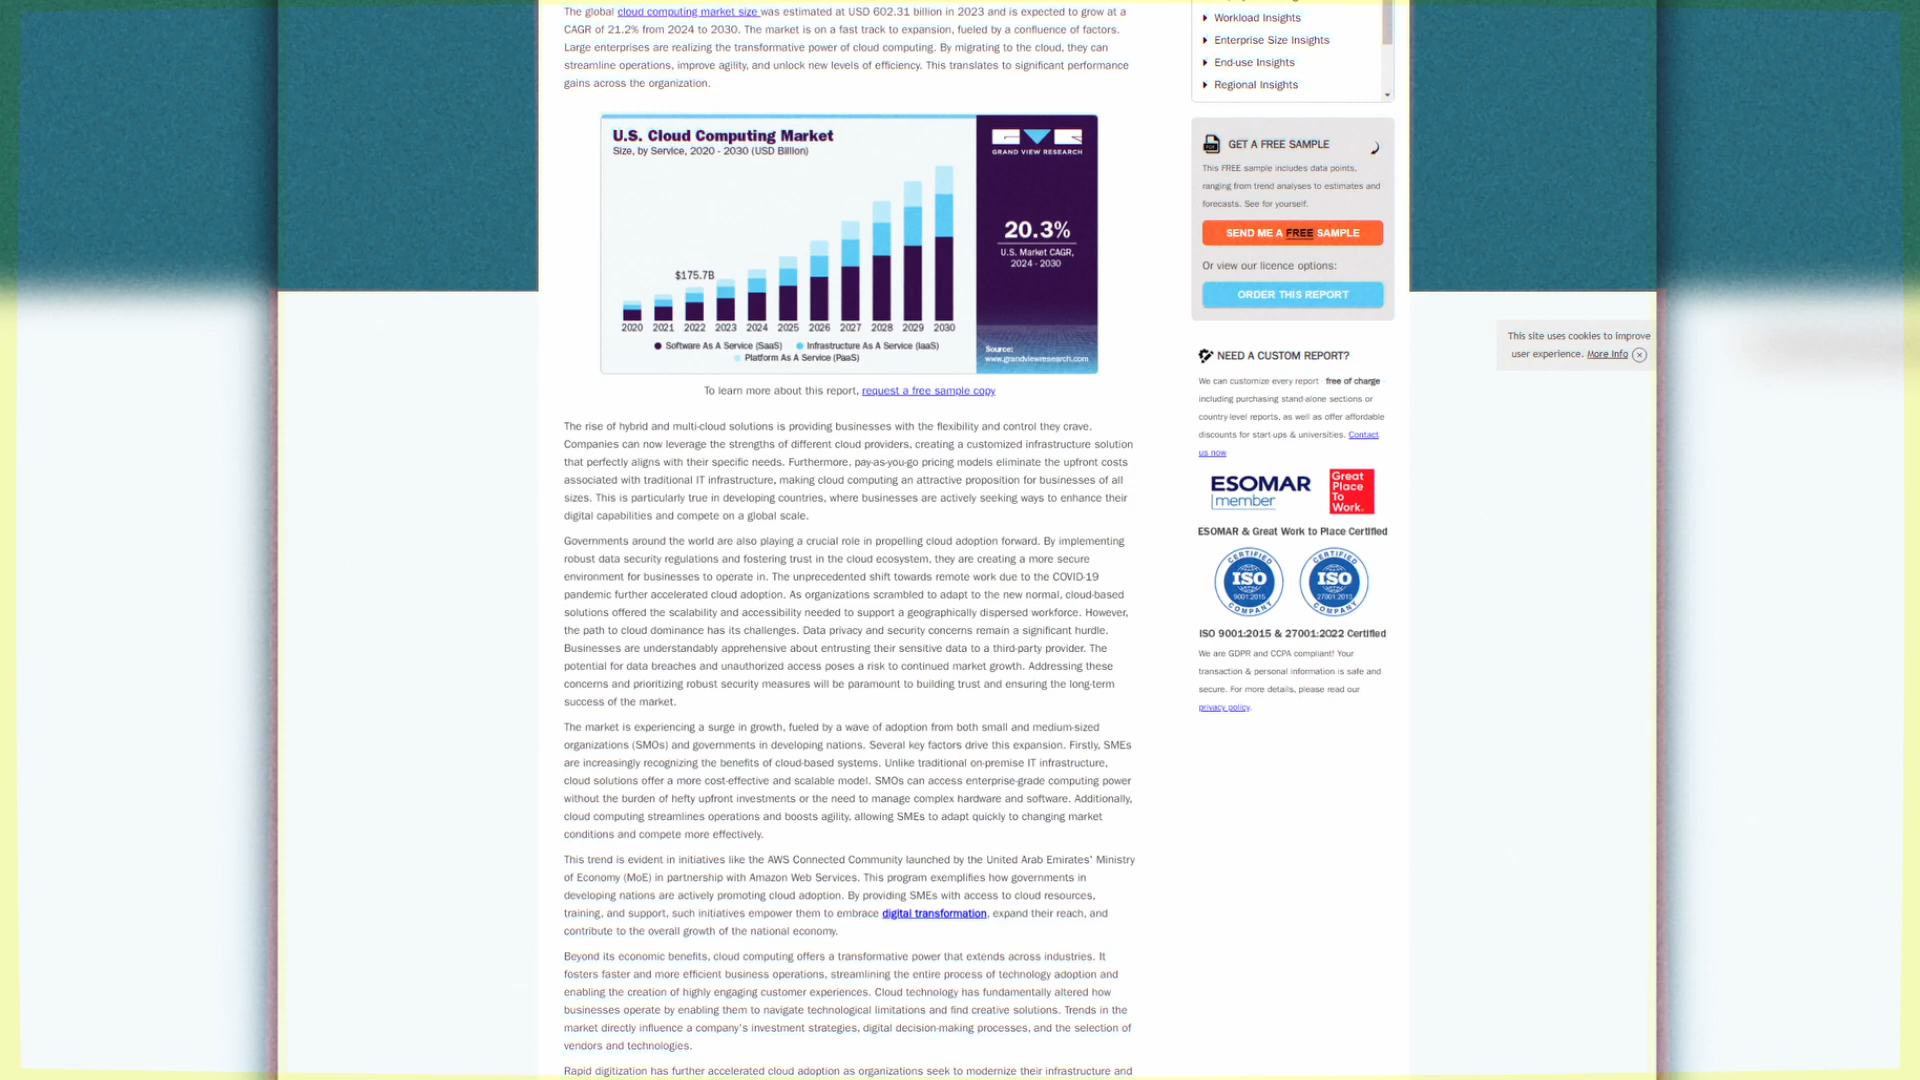 The global cloud computing market size was estimated at USD 602.31 billion in 2023 and is expected to grow at a
CAGR of 21.2% from 2024 to 2030. The market is on a fast track to expansion, fueled by a confluence of factors.
Large enterprises are realizing the transformative power of cloud computing. By migrating to the cloud, they can
streamline operations, improve agility, and unlock new levels of efficiency. This translates to significant performance
gains across the organization.
U.S. Cloud Computing Market
Size, by Service, 2020 - 2030 (USD Billion)
$175.7B
2020 2021 2022 2023 2024 2025 2026 2027 2028 2029 2030
Software As A Service (SaaS) Infrastructure As A Service (IaaS)
Platform As A Service (PaaS)
GRAND VIEW RESEARCH
20.3%
U.S. Market CAGR,
2024 - 2030
Source:
www.grandviewresearch.com
To learn more about this report, request a free sample copy
The rise of hybrid and multi-cloud solutions is providing businesses with the flexibility and control they crave.
Companies can now leverage the strengths of different cloud providers, creating a customized infrastructure solution
that perfectly aligns with their specific needs. Furthermore, pay-as-you-go pricing models eliminate the upfront costs
associated with traditional IT infrastructure, making cloud computing an attractive proposition for businesses of all
sizes. This is particularly true in developing countries, where businesses are actively seeking ways to enhance their
digital capabilities and compete on a global scale.
Governments around the world are also playing a crucial role in propelling cloud adoption forward. By implementing
robust data security regulations and fostering trust in the cloud ecosystem, they are creating a more secure
environment for businesses to operate in. The unprecedented shift towards remote work due to the COVID-19
pandemic further accelerated cloud adoption. As organizations scrambled to adapt to the new normal, cloud-based
solutions offered the scalability and accessibility needed to support a geographically dispersed workforce. However,
the path to cloud dominance has its challenges. Data privacy and security concerns remain a significant hurdle.
Businesses are understandably apprehensive about entrusting their sensitive data to a third-party provider. The
potential for data breaches and unauthorized access poses a risk to continued market growth. Addressing these
concerns and prioritizing robust security measures will be paramount to building trust and ensuring the long-term
success of the market.
The market is experiencing a surge in growth, fueled by a wave of adoption from both small and medium-sized
organizations (SMOs) and governments in developing nations. Several key factors drive this expansion. Firstly, SMEs
are increasingly recognizing the benefits of cloud-based systems. Unlike traditional on-premise IT infrastructure,
cloud solutions offer a more cost-effective and scalable model. SMOs can access enterprise-grade computing power
without the burden of hefty upfront investments or the need to manage complex hardware and software. Additionally,
cloud computing streamlines operations and boosts agility, allowing SMEs to adapt quickly to changing market
conditions and compete more effectively.
This trend is evident in initiatives like the AWS Connected Community launched by the United Arab Emirates' Ministry
of Economy (MoE) in partnership with Amazon Web Services. This program exemplifies how governments in
developing nations are actively promoting cloud adoption. By providing SMEs with access to cloud resources,
training, and support, such initiatives empower them to embrace digital transformation, expand their reach, and
contribute to the overall growth of the national economy.
Beyond its economic benefits, cloud computing offers a transformative power that extends across industries. It
fosters faster and more efficient business operations, streamlining the entire process of technology adoption and
enabling the creation of highly engaging customer experiences. Cloud technology has fundamentally altered how
businesses operate by enabling them to navigate technological limitations and find creative solutions. Trends in the
market directly influence a company's investment strategies, digital decision-making processes, and the selection of
vendors and technologies.
Rapid digitization has further accelerated cloud adoption as organizations seek to modernize their infrastructure and
Workload Insights
Enterprise Size Insights
End-use Insights
Regional Insights
GET A FREE SAMPLE
This FREE sample includes data points,
ranging from trend analyses to estimates and
forecasts. See for yourself.
SEND ME A FREE SAMPLE
Or view our licence options:
ORDER THIS REPORT
NEED A CUSTOM REPORT?
We can customize every report - free of charge -
including purchasing stand-alone sections or
country-level reports, as well as offer affordable
discounts for start-ups & universities. Contact
us now
ESOMAR
member
Great
Place
To
Work.
ESOMAR & Great Work to Place Certified
CERTIFIED CERTIFIED
ISO ISO
9001:2015 27001:2013
COMPANY COMPANY
ISO 9001:2015 & 27001:2022 Certified
We are GDPR and CCPA compliant! Your
transaction & personal information is safe and
secure. For more details, please read our
privacy policy.
This site uses cookies to improve
user experience. More Info